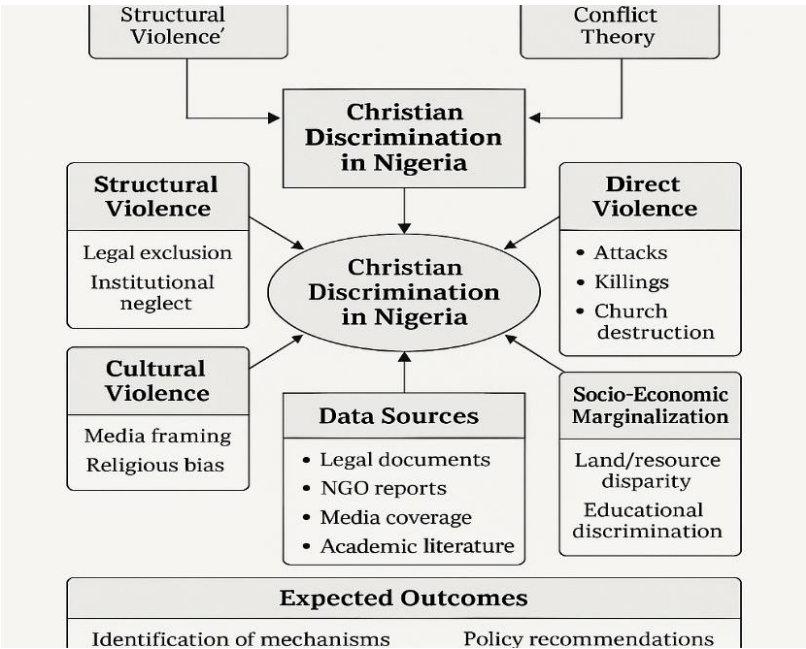 Structural
Violence′
Conflict
Theory
Christian
Discrimination
in Nigeria
Structural
Violence
Legal exclusion
Institutional
neglect
Christian
Discrimination
in Nigeria
Direct
Violence
• Attacks
• Killings
• Church
destruction
Cultural
Violence
Media framing
Religious bias
Data Sources
• Legal documents
• NGO reports
• Media coverage
• Academic literature
Socio-Economic
Marginalization
Land/resource
disparity
Educational
discrimination
Expected Outcomes
Identification of mechanisms
Policy recommendations